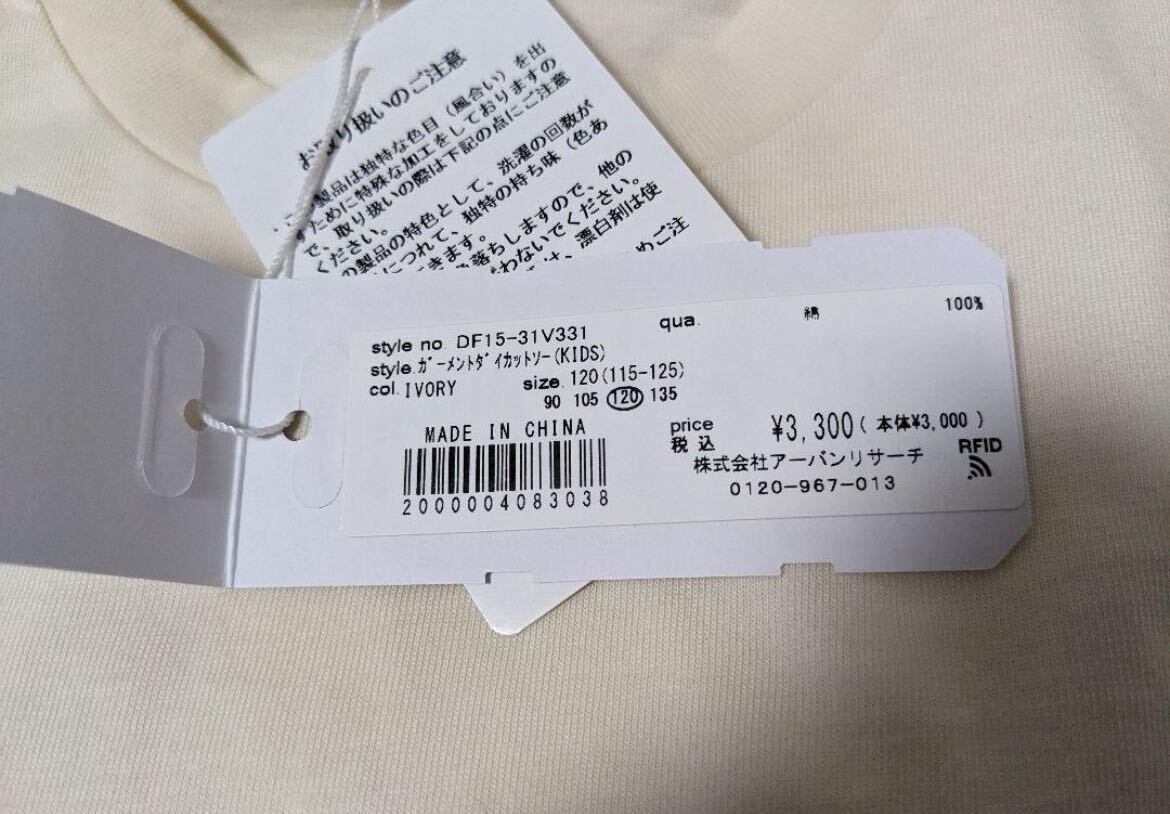 お取り扱いのご注意
製品は独特な色目（風合い）を出
すために特殊な加工をしておりますの
で、取り扱いの際は下記の点にご注意
ください。
の製品の特色として、洗濯の回数が
につれて、独特の持ち味（色あ
きます。
落ちしますので、他の
わないでください。
漂白剤は使
めご注
style no. DF15-31V331
qua.
綿
100%
style.ｶﾞｰﾒﾝﾄﾀﾞｲｶｯﾄｿｰ(KIDS)
col.IVORY
size.120(115-125)
90 105 120 135
MADE IN CHINA
2000004083038
price
税込
¥3,300(本体¥3,000)
株式会社アーバンリサーチ
0120-967-013
RFID